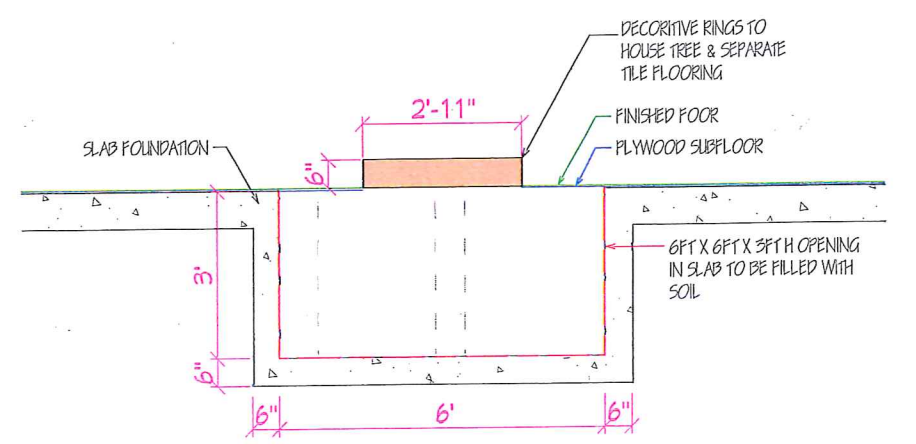 DECORITIVE RINGS TO
HOUSE TREE & SEPARATE
TILE FLOORING
2'-11"
FINISHED FOOR
SLAB FOUNDATION
PLYWOOD SUBFLOOR
6"
6FT X 6FT X 3FT H OPENING
IN SLAB TO BE FILLED WITH
SOIL
3'
6"
6"
6'
6"